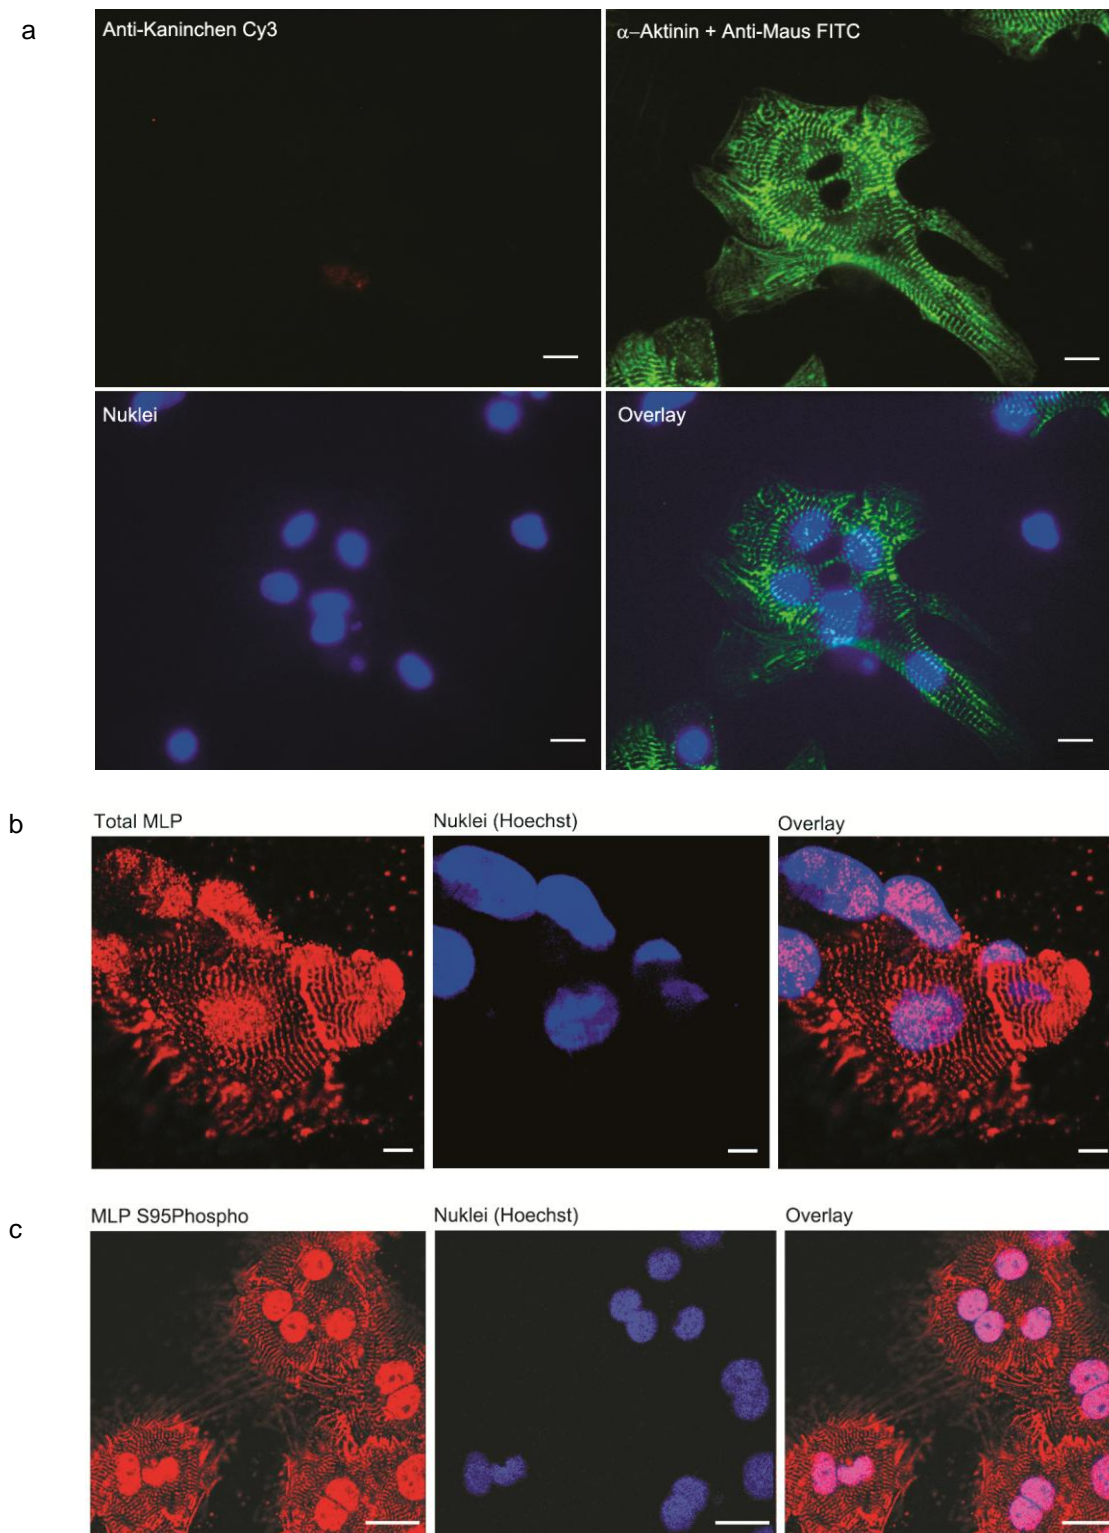 a
Anti-Kaninchen Cy3
α–Aktinin + Anti-Maus FITC
Nuklei
Overlay
b
Total MLP
Nuklei (Hoechst)
Overlay
c
MLP S95Phospho
Nuklei (Hoechst)
Overlay